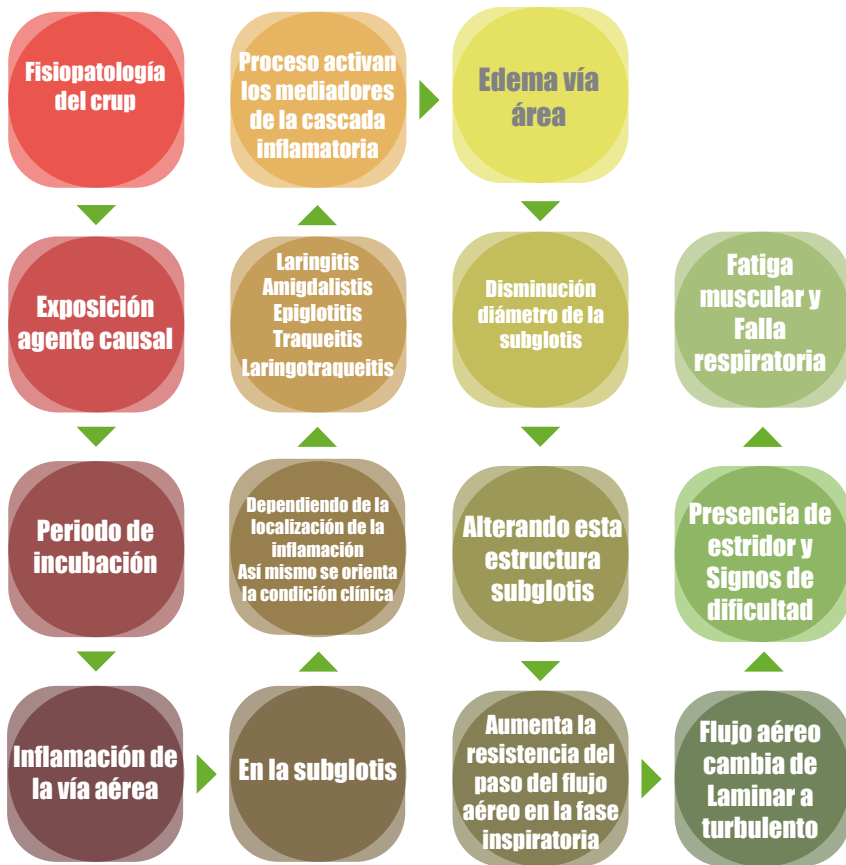 Fisiopatología
del crup
Exposición
agente causal
Periodo de
incubación
Inflamación de
la vía aérea
En la subglotis
Dependiendo de la
localización de la
inflamación
Así mismo se orienta
la condición clínica
Laringitis
Amigdalistis
Epiglotitis
Traqueitis
Laringotraqueitis
Proceso activan
los mediadores
de la cascada
inflamatoria
Edema vía
área
Disminución
diámetro de la
subglotis
Alterando esta
estructura
subglotis
Aumenta la
resistencia del
paso del flujo
aéreo en la fase
inspiratoria
Flujo aéreo
cambia de
Laminar a
turbulento
Presencia de
estridor y
Signos de
dificultad
Fatiga
muscular y
Falla
respiratoria